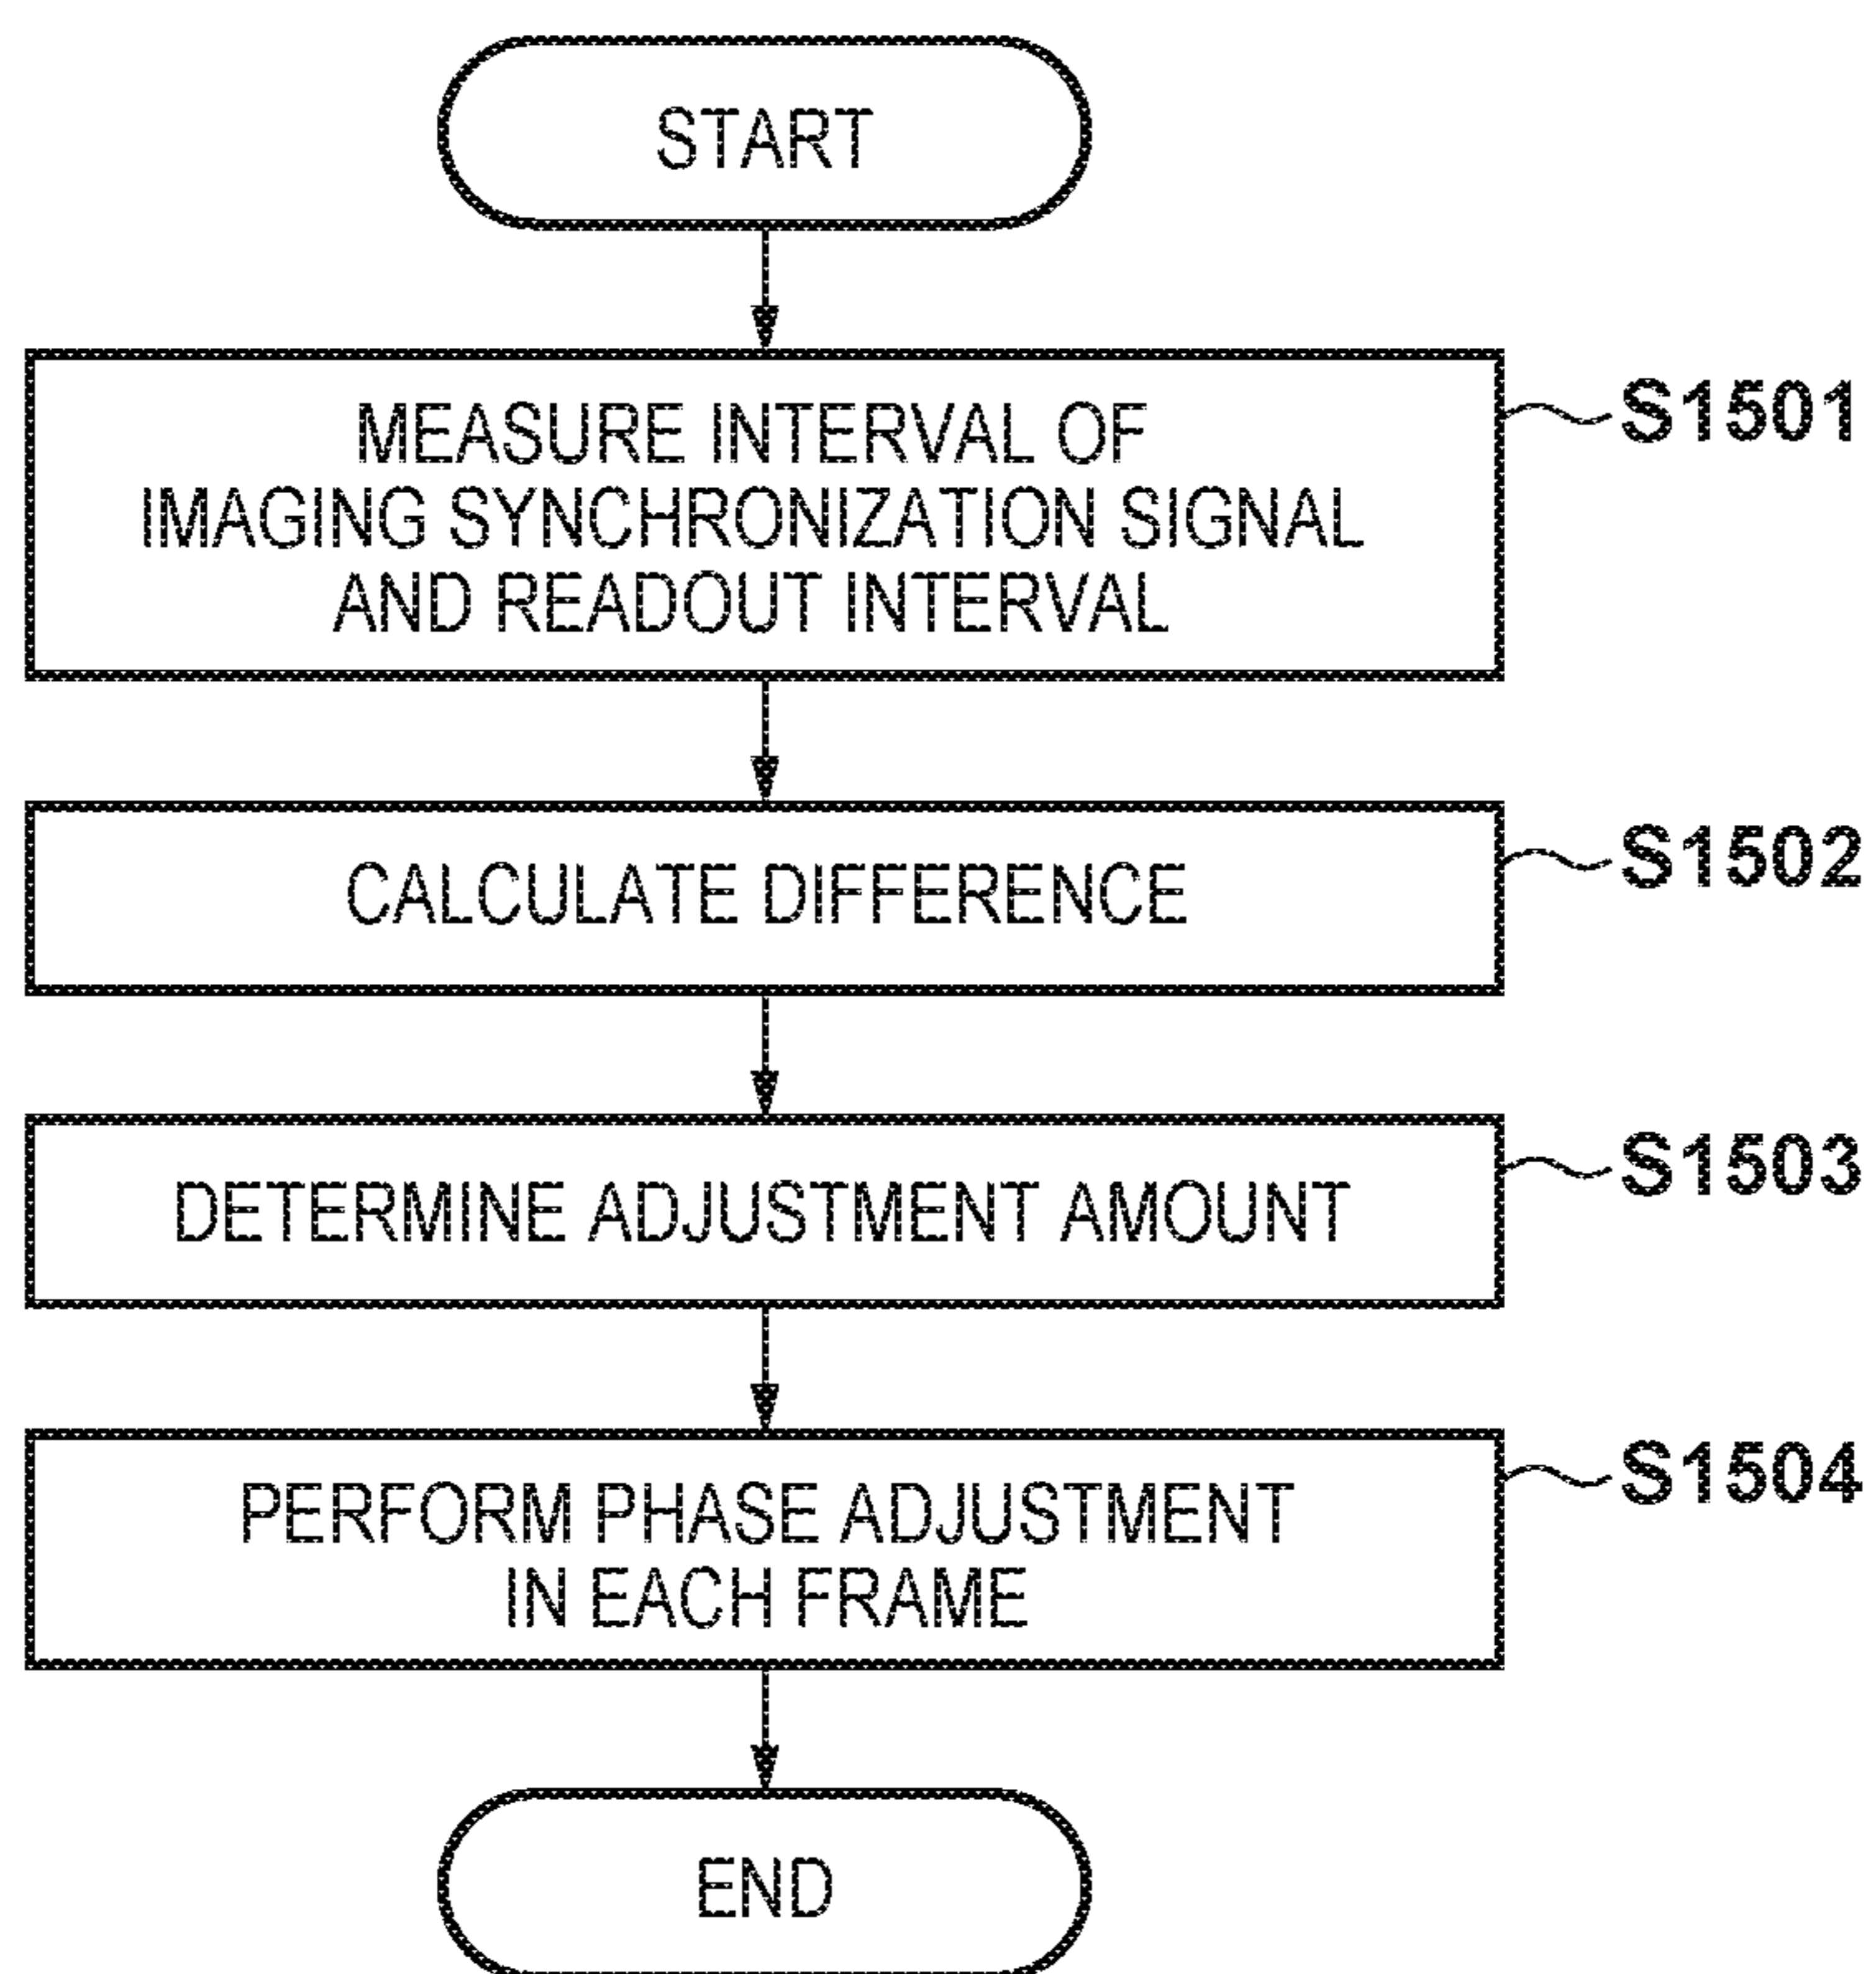 START
MEASURE INTERVAL OF
IMAGING SYNCHRONIZATION SIGNAL
AND READOUT INTERVAL
S1501
CALCULATE DIFFERENCE
S1502
DETERMINE ADJUSTMENT AMOUNT
S1503
PERFORM PHASE ADJUSTMENT
IN EACH FRAME
S1504
END